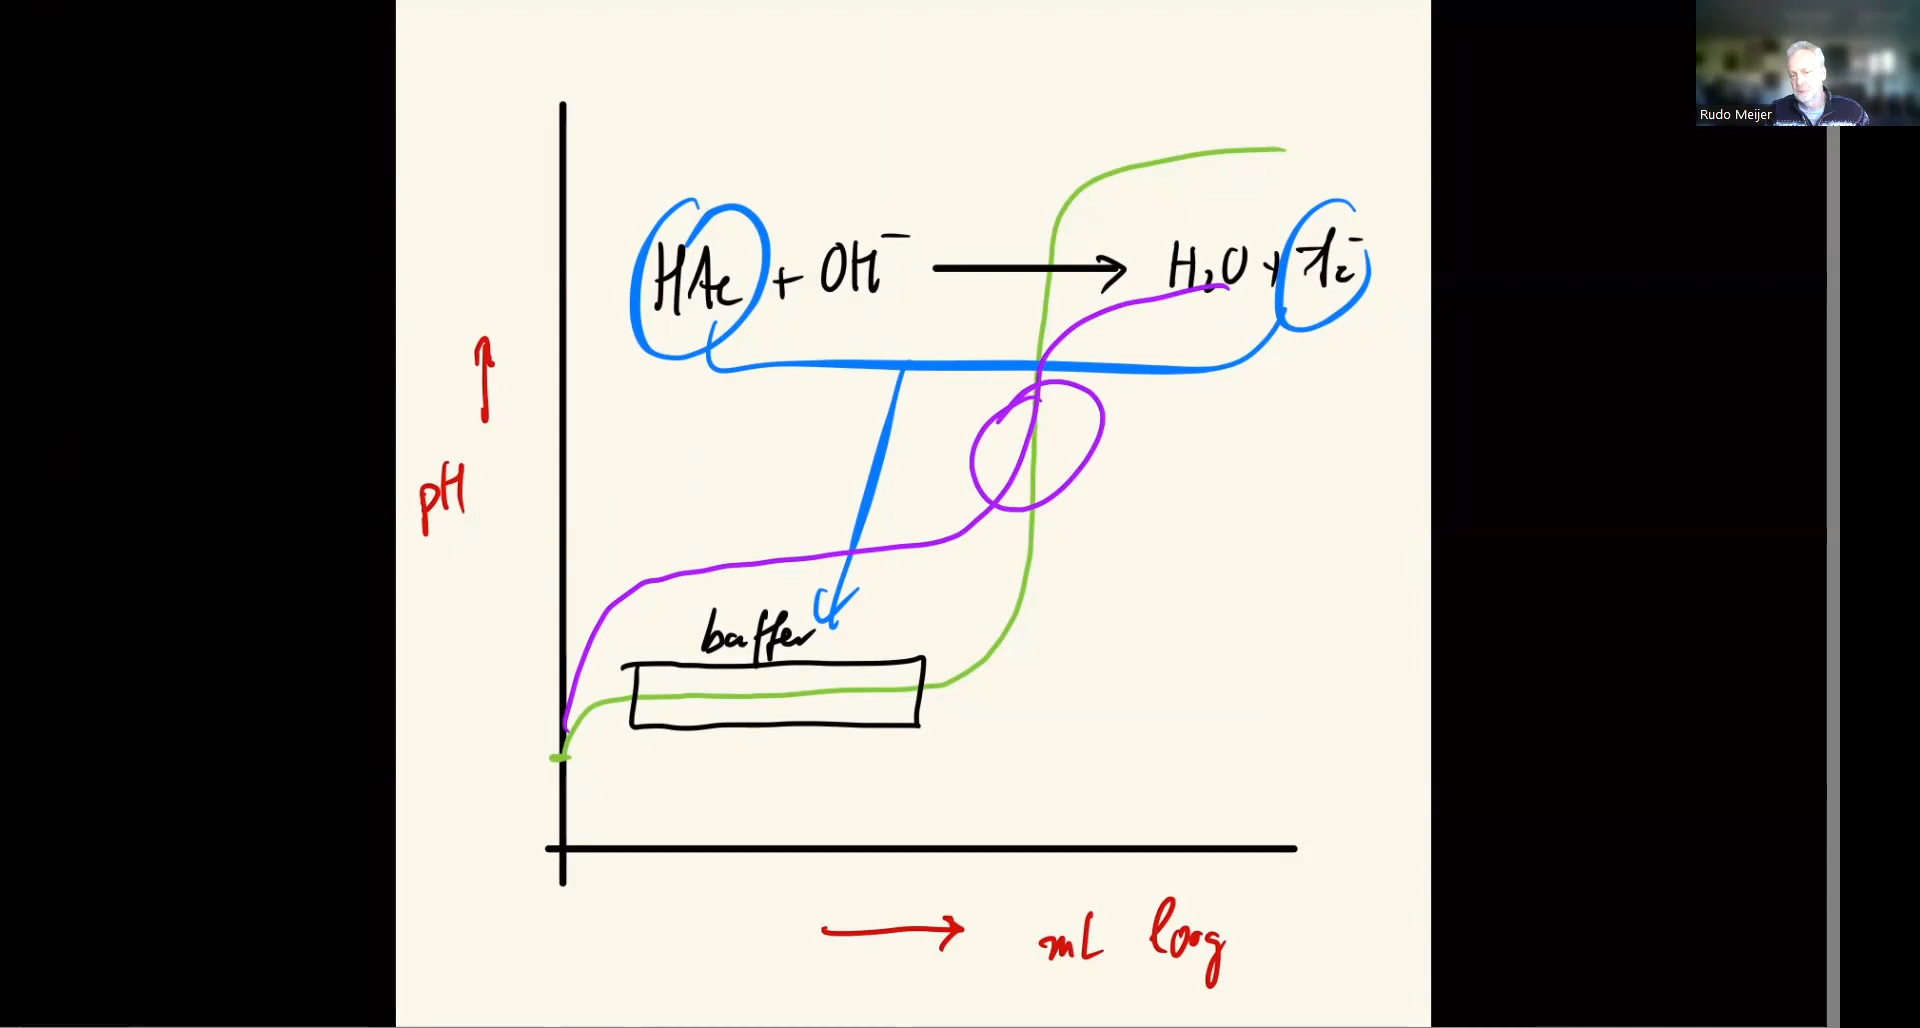 Rudo Meijer
HAc + OH⁻ → H₂O + Ac⁻
pH
buffer
mL loog